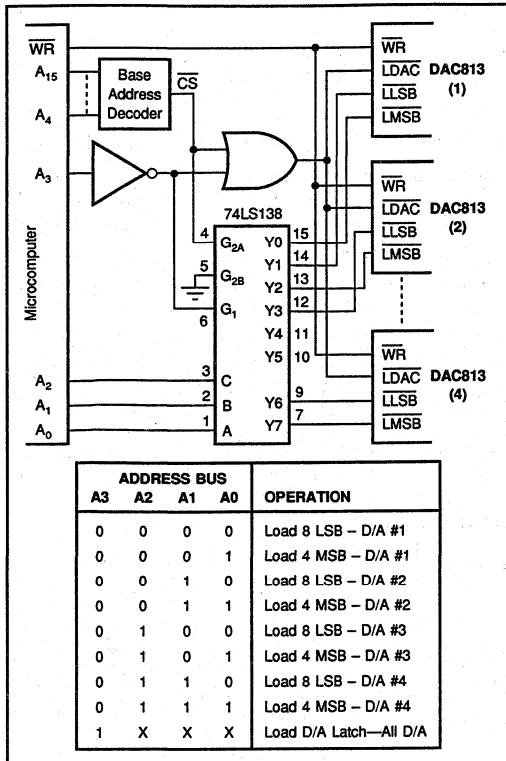 WR
A15
A4
A3
Microcomputer
A2
A1
A0
Base
Address
Decoder
CS
74LS138
4 G2A
5 G2B
6 G1
3 C
2 B
1 A
Y0 15
Y1 14
Y2 13
Y3 12
Y4 11
Y5 10
Y6 9
Y7 7
WR
LDAC DAC813
LLSB (1)
LMSB
WR
LDAC DAC813
LLSB (2)
LMSB
WR
LDAC DAC813
LLSB (4)
LMSB
ADDRESS BUS
A3 A2 A1 A0 OPERATION
0 0 0 0 Load 8 LSB – D/A #1
0 0 0 1 Load 4 MSB – D/A #1
0 0 1 0 Load 8 LSB – D/A #2
0 0 1 1 Load 4 MSB – D/A #2
0 1 0 0 Load 8 LSB – D/A #3
0 1 0 1 Load 4 MSB – D/A #3
0 1 1 0 Load 8 LSB – D/A #4
0 1 1 1 Load 4 MSB – D/A #4
1 X X X Load D/A Latch—All D/A